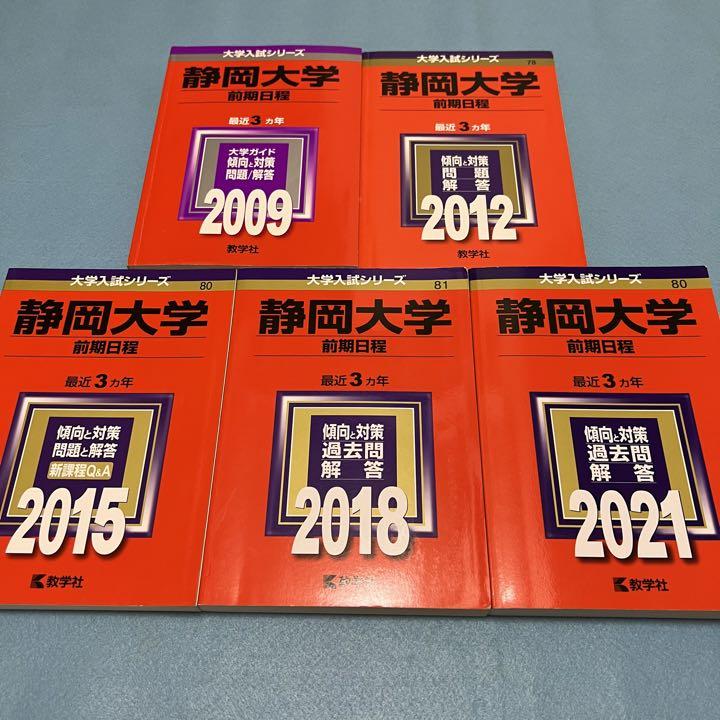 大学入試シリーズ
静岡大学
前期日程
最近3カ年
大学ガイド
傾向と対策
問題/解答
2009
教学社
大学入試シリーズ
78
静岡大学
前期日程
最近3カ年
傾向と対策
問題
解答
2012
教学社
大学入試シリーズ
80
静岡大学
前期日程
最近3カ年
傾向と対策
問題と解答
新課程Q&A
2015
教学社
大学入試シリーズ
81
静岡大学
前期日程
最近3カ年
傾向と対策
過去問
解答
2018
教学社
大学入試シリーズ
80
静岡大学
前期日程
最近3カ年
傾向と対策
過去問
解答
2021
教学社